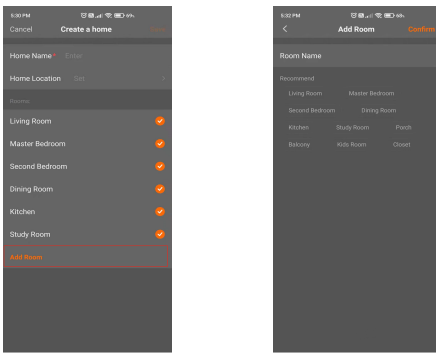 5:30 PM
Cancel Create a home
Home Name * Enter
Home Location Set
Rooms
Living Room
Master Bedroom
Second Bedroom
Dining Room
Kitchen
Study Room
Add Room
5:32 PM
Add Room Confirm
Room Name
Recommend
Living Room Master Bedroom
Second Bedroom Dining Room
Kitchen Study Room Porch
Balcony Kids Room Closet